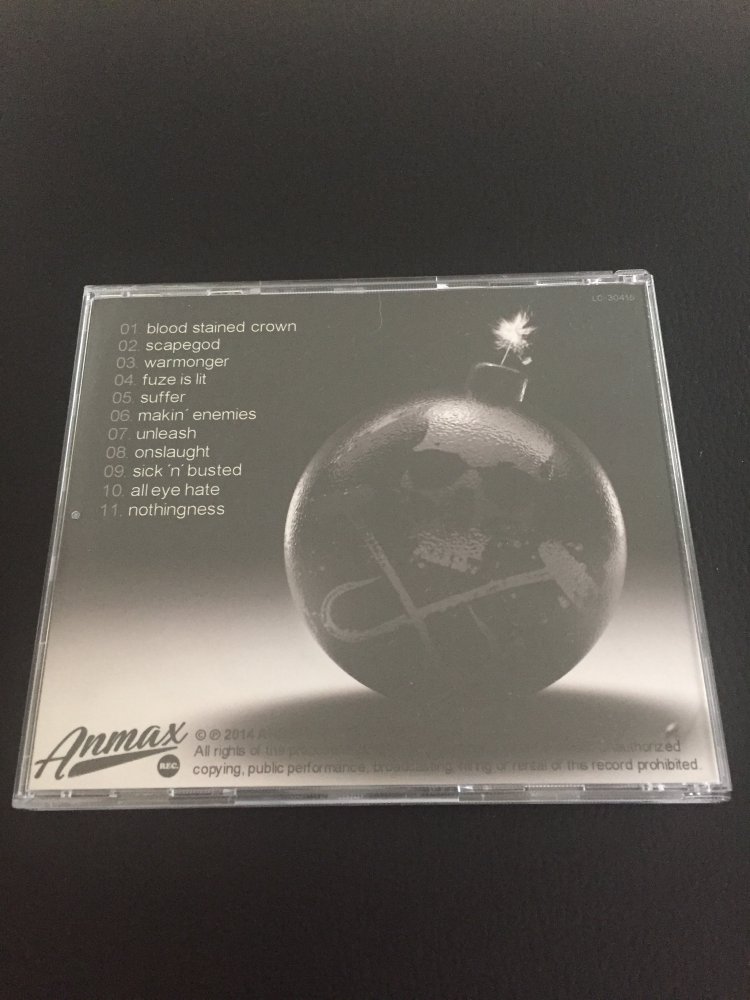 LC 30416
01 blood stained crown
02. scapegod
03. warmonger
04. fuze is lit
05. suffer
06. makin´ enemies
07. unleash
08 onslaught
09. sick ´n´ busted
10. all eye hate
11. nothingness
Anmax
REC.
© ℗ 2014
All rights of the
copying, public performance, of this record prohibited